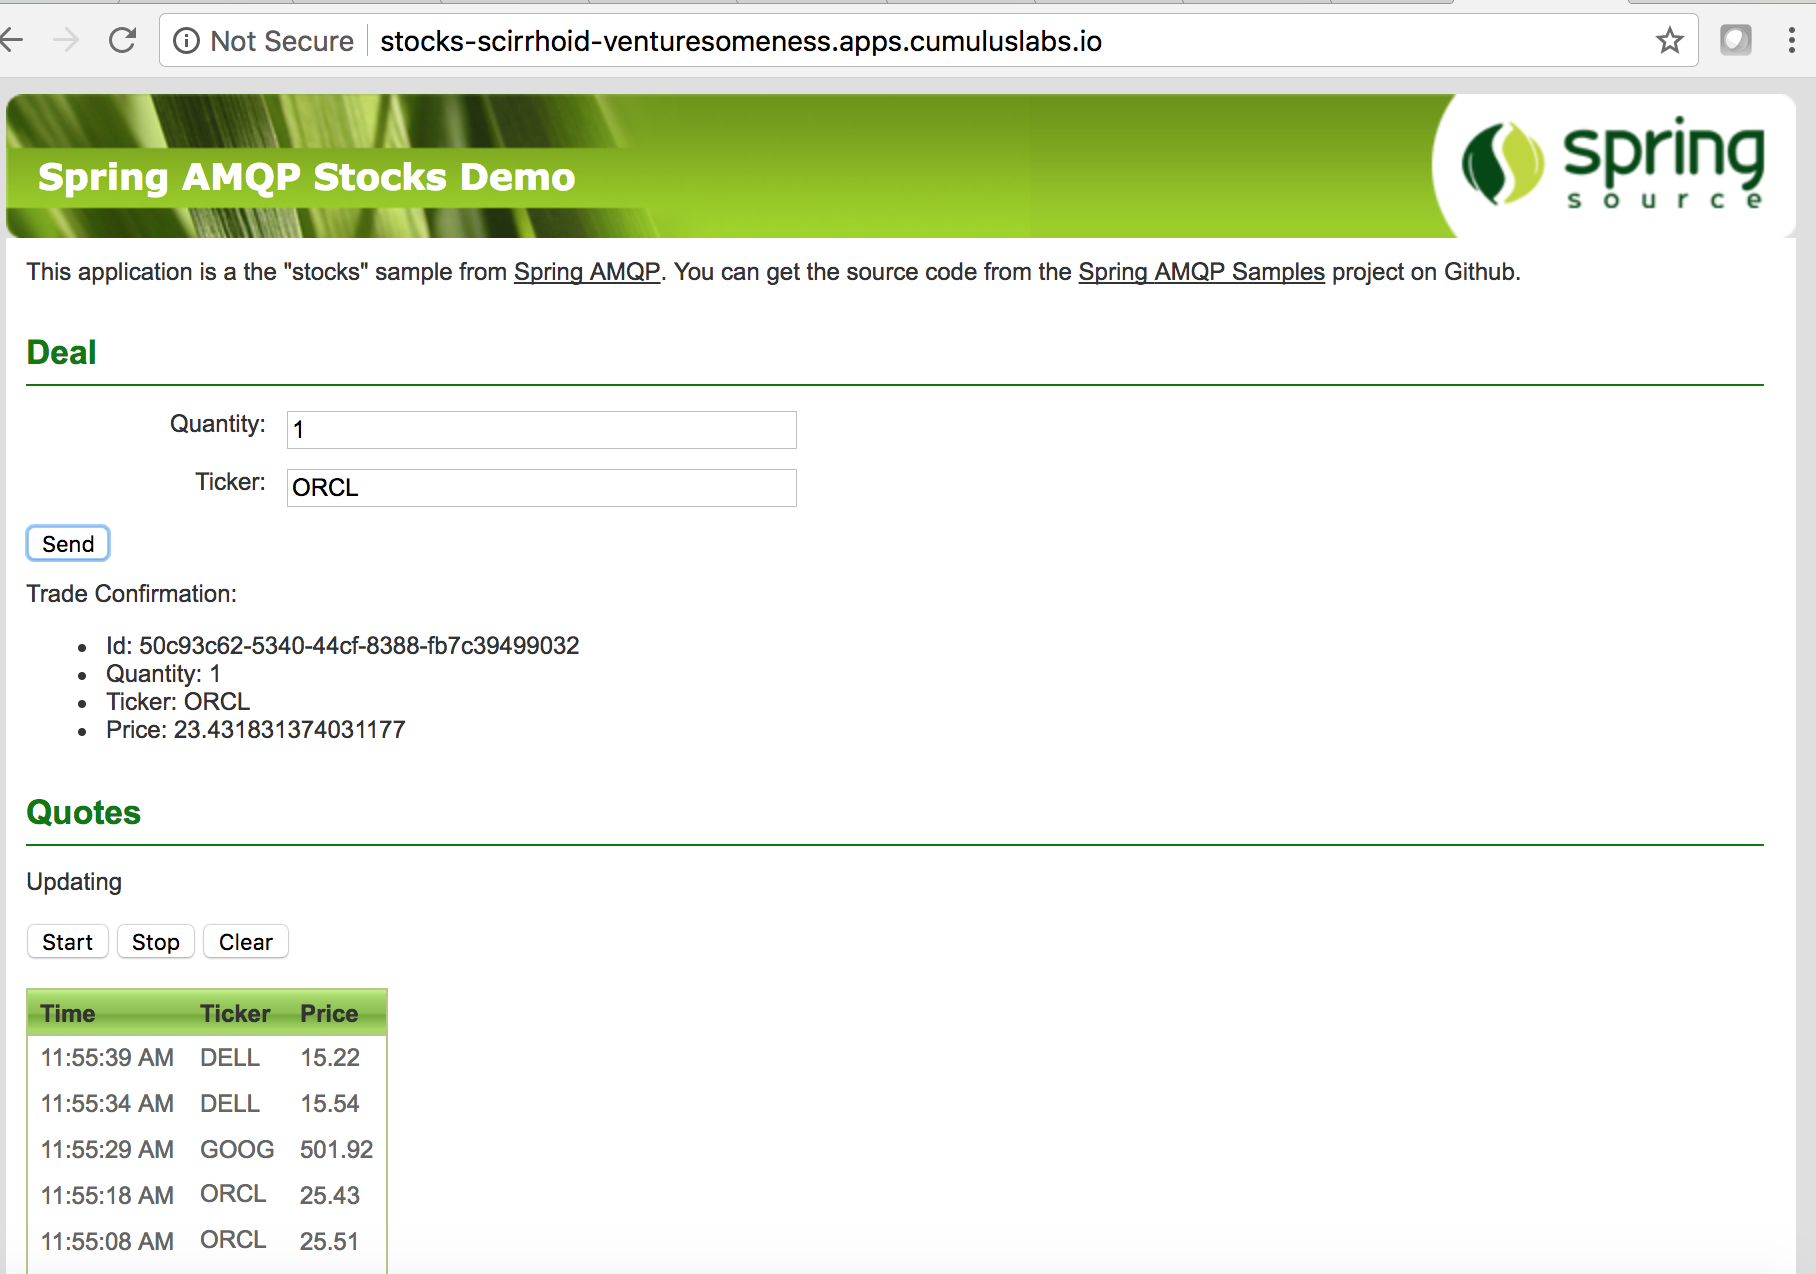 Not Secure stocks-scirrhoid-venturesomeness.apps.cumuluslabs.io
Spring AMQP Stocks Demo
spring
source
This application is a the "stocks" sample from Spring AMQP. You can get the source code from the Spring AMQP Samples project on Github.
Deal
Quantity: 1
Ticker: ORCL
Send
Trade Confirmation:
Id: 50c93c62-5340-44cf-8388-fb7c39499032
Quantity: 1
Ticker: ORCL
Price: 23.431831374031177
Quotes
Updating
Start Stop Clear
Time Ticker Price
11:55:39 AM DELL 15.22
11:55:34 AM DELL 15.54
11:55:29 AM GOOG 501.92
11:55:18 AM ORCL 25.43
11:55:08 AM ORCL 25.51